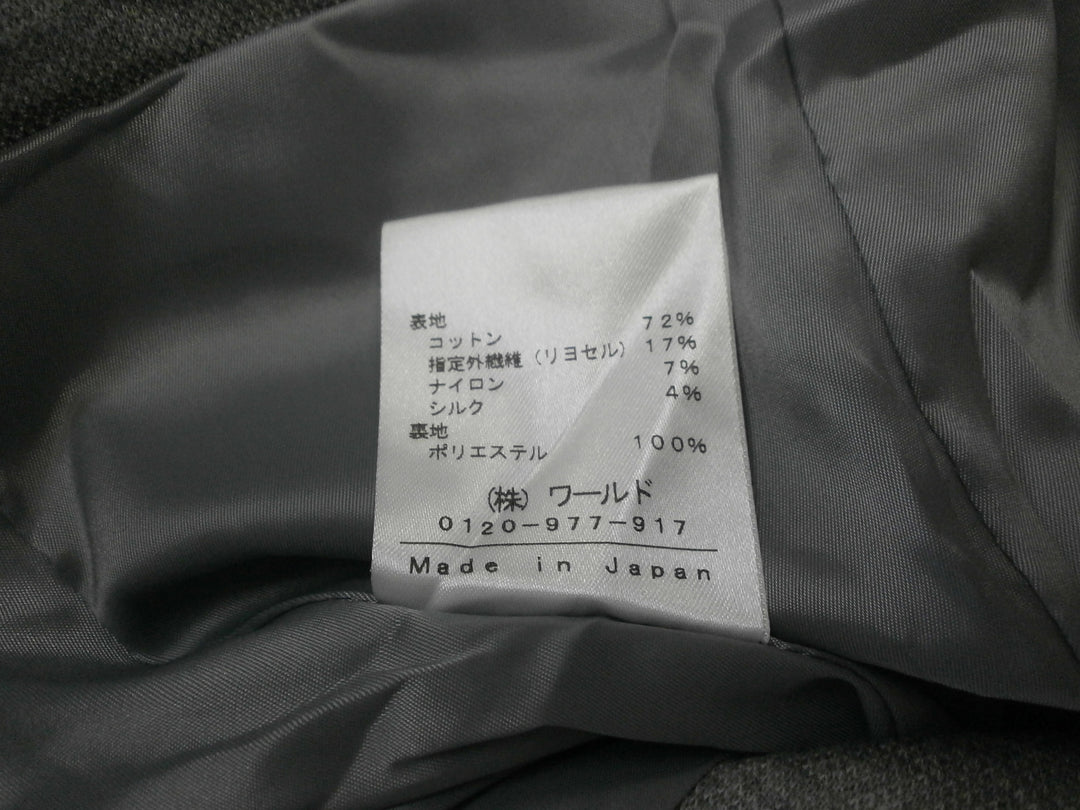 表地
コットン 72%
指定外繊維（リヨセル） 17%
ナイロン 7%
シルク 4%
裏地
ポリエステル 100%
（株）ワールド
0120-977-917
Made in Japan